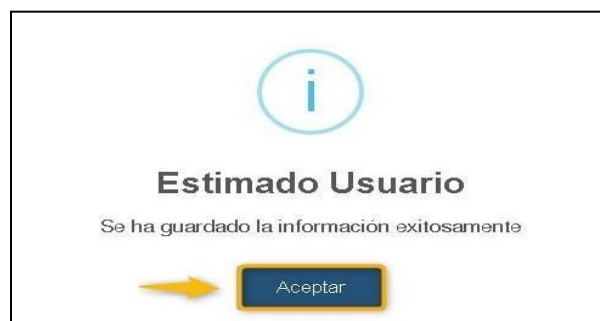 i
Estimado Usuario
Se ha guardado la información exitosamente
Aceptar